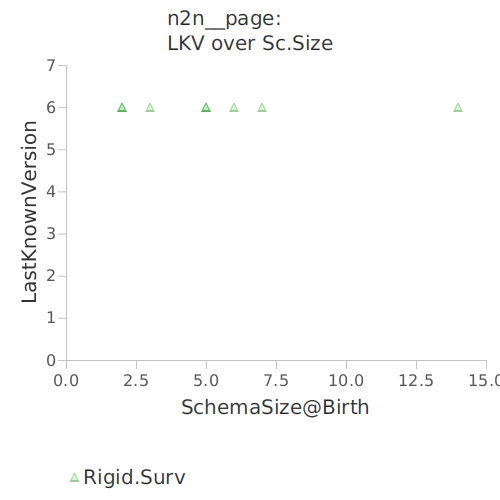 n2n__page:
LKV over Sc.Size
7
6
5
4
3
2
1
0
LastKnownVersion
0.0 2.5 5.0 7.5 10.0 12.5 15.0
SchemaSize@Birth
Rigid.Surv